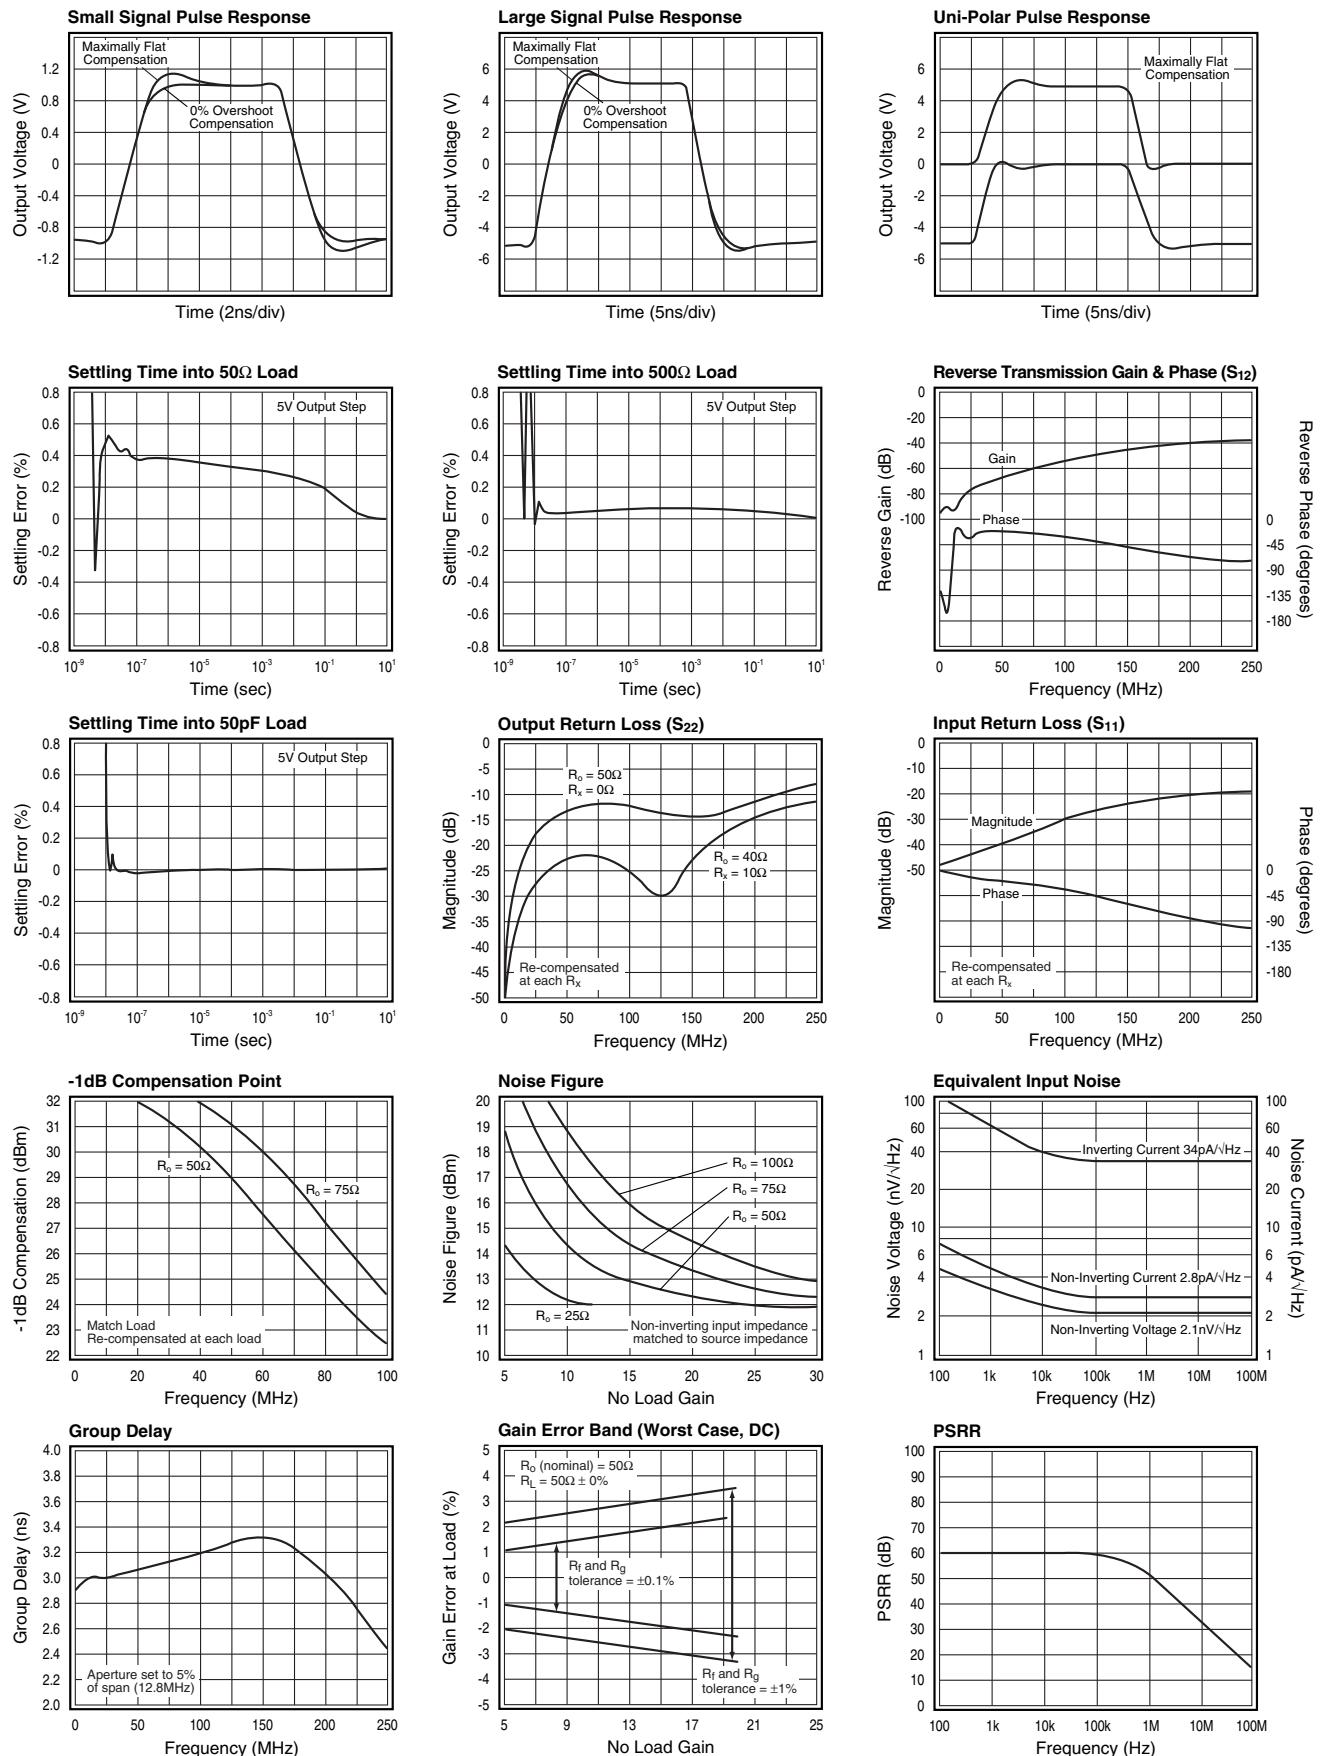 Small Signal Pulse Response
Output Voltage (V)
1.2
0.8
0.4
0
-0.4
-0.8
-1.2
Maximally Flat
Compensation
0% Overshoot
Compensation
Time (2ns/div)
Large Signal Pulse Response
Output Voltage (V)
6
4
2
0
-2
-4
-6
Maximally Flat
Compensation
0% Overshoot
Compensation
Time (5ns/div)
Uni-Polar Pulse Response
Output Voltage (V)
6
4
2
0
-2
-4
-6
Maximally Flat
Compensation
Time (5ns/div)
Settling Time into 50Ω Load
Settling Error (%)
0.8
0.6
0.4
0.2
0
-0.2
-0.4
-0.6
-0.8
5V Output Step
10⁻⁹ 10⁻⁷ 10⁻⁵ 10⁻³ 10⁻¹ 10¹
Time (sec)
Settling Time into 500Ω Load
Settling Error (%)
0.8
0.6
0.4
0.2
0
-0.2
-0.4
-0.6
-0.8
5V Output Step
10⁻⁹ 10⁻⁷ 10⁻⁵ 10⁻³ 10⁻¹ 10¹
Time (sec)
Reverse Transmission Gain & Phase (S₁₂)
Reverse Gain (dB)
0
-20
-40
-60
-80
-100
Gain
Phase
0
-45
-90
-135
-180
Reverse Phase (degrees)
0 50 100 150 200 250
Frequency (MHz)
Settling Time into 50pF Load
Settling Error (%)
0.8
0.6
0.4
0.2
0
-0.2
-0.4
-0.6
-0.8
5V Output Step
10⁻⁹ 10⁻⁷ 10⁻⁵ 10⁻³ 10⁻¹ 10¹
Time (sec)
Output Return Loss (S₂₂)
Magnitude (dB)
0
-5
-10
-15
-20
-25
-30
-35
-40
-45
-50
Rₒ = 50Ω
Rₓ = 0Ω
Rₒ = 40Ω
Rₓ = 10Ω
Re-compensated
at each Rₓ
0 50 100 150 200 250
Frequency (MHz)
Input Return Loss (S₁₁)
Magnitude (dB)
0
-10
-20
-30
-40
-50
Magnitude
Phase
Re-compensated
at each Rₓ
0
-45
-90
-135
-180
Phase (degrees)
0 50 100 150 200 250
Frequency (MHz)
-1dB Compensation Point
-1dB Compensation (dBm)
32
31
30
29
28
27
26
25
24
23
22
Rₒ = 50Ω
Rₒ = 75Ω
Match Load
Re-compensated at each load
0 20 40 60 80 100
Frequency (MHz)
Noise Figure
Noise Figure (dBm)
20
19
18
17
16
15
14
13
12
11
10
Rₒ = 100Ω
Rₒ = 75Ω
Rₒ = 50Ω
Rₒ = 25Ω
Non-inverting input impedance
matched to source impedance
5 10 15 20 25 30
No Load Gain
Equivalent Input Noise
Noise Voltage (nV/√Hz)
100
60
40
20
10
6
4
2
1
Inverting Current 34pA/√Hz
Non-Inverting Current 2.8pA/√Hz
Non-Inverting Voltage 2.1nV/√Hz
100
60
40
20
10
6
4
2
1
Noise Current (pA/√Hz)
100 1k 10k 100k 1M 10M 100M
Frequency (Hz)
Group Delay
Group Delay (ns)
4.0
3.8
3.6
3.4
3.2
3.0
2.8
2.6
2.4
2.2
2.0
Aperture set to 5%
of span (12.8MHz)
0 50 100 150 200 250
Frequency (MHz)
Gain Error Band (Worst Case, DC)
Gain Error at Load (%)
5
4
3
2
1
0
-1
-2
-3
-4
-5
Rₒ (nominal) = 50Ω
R_L = 50Ω ± 0%
R_f and R_g
tolerance = ±0.1%
R_f and R_g
tolerance = ±1%
5 9 13 17 21 25
No Load Gain
PSRR
PSRR (dB)
100
90
80
70
60
50
40
30
20
10
0
100 1k 10k 100k 1M 10M 100M
Frequency (Hz)